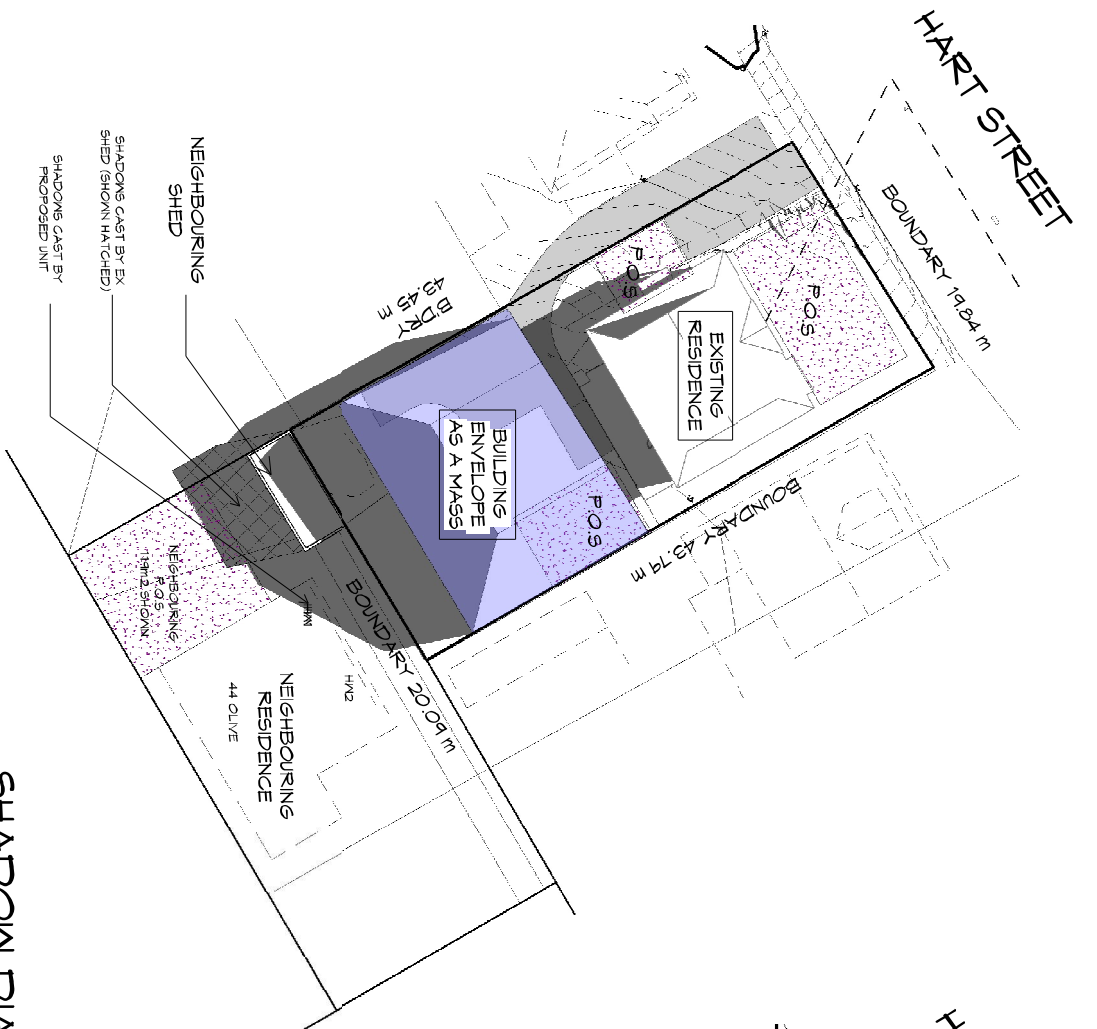 HART STREET
BOUNDARY 19.84 m
P.O.S
P.O.S
EXISTING
RESIDENCE
B'DRY
43.45 m
BUILDING
ENVELOPE
AS A MASS
P.O.S
BOUNDARY 43.79 m
NEIGHBOURING
SHED
SHADOWS CAST BY EX
SHED (SHOWN HATCHED)
SHADOWS CAST BY
PROPOSED UNIT
NEIGHBOURING
P.O.S
SHOWN
BOUNDARY 20.09 m
HW2
NEIGHBOURING
RESIDENCE
44 OLIVE